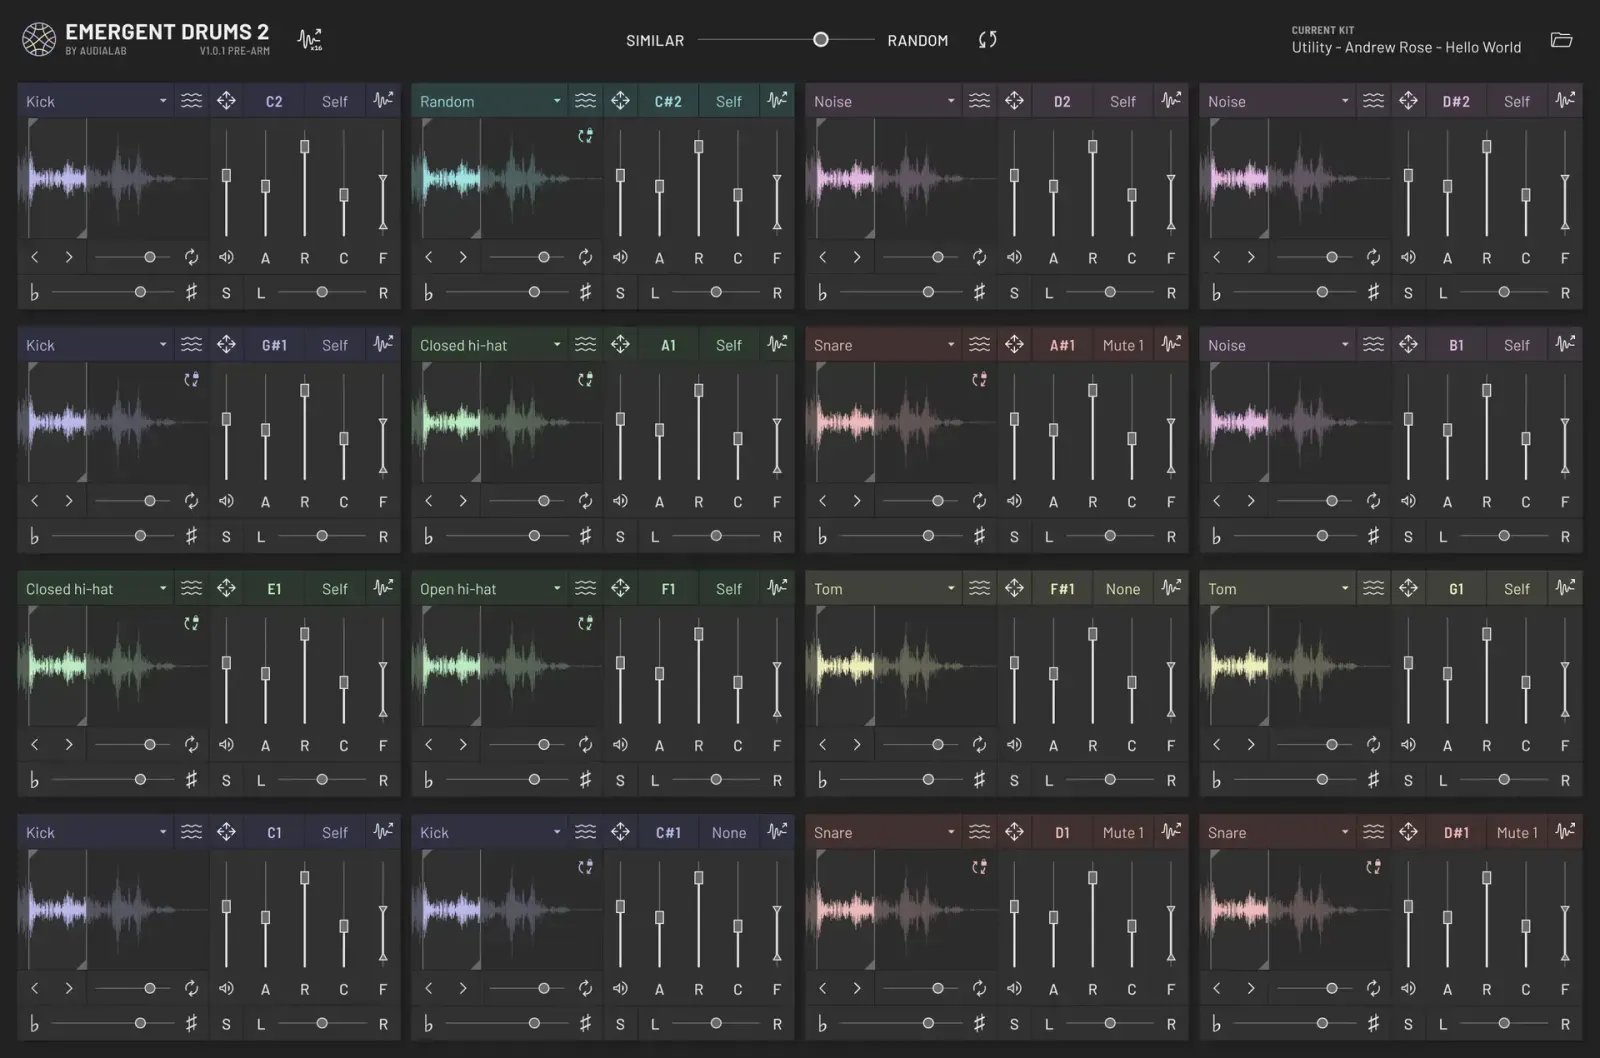 EMERGENT DRUMS 2
BY AUDIALAB V1.0.1 PRE-ARM
x16
SIMILAR RANDOM
CURRENT KIT
Utility - Andrew Rose - Hello World
Kick C2 Self
Random C#2 Self
Noise D2 Self
Noise D#2 Self
A R C F A R C F A R C F A R C F
♭ ♯ S L R ♭ ♯ S L R ♭ ♯ S L R ♭ ♯ S L R
Kick G#1 Self
Closed hi-hat A1 Self
Snare A#1 Mute 1
Noise B1 Self
A R C F A R C F A R C F A R C F
♭ ♯ S L R ♭ ♯ S L R ♭ ♯ S L R ♭ ♯ S L R
Closed hi-hat E1 Self
Open hi-hat F1 Self
Tom F#1 None
Tom G1 Self
A R C F A R C F A R C F A R C F
♭ ♯ S L R ♭ ♯ S L R ♭ ♯ S L R ♭ ♯ S L R
Kick C1 Self
Kick C#1 None
Snare D1 Mute 1
Snare D#1 Mute 1
A R C F A R C F A R C F A R C F
♭ ♯ S L R ♭ ♯ S L R ♭ ♯ S L R ♭ ♯ S L R